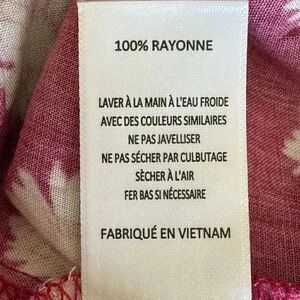 100% RAYONNE
LAVER À LA MAIN À L'EAU FROIDE
AVEC DES COULEURS SIMILAIRES
NE PAS JAVELLISER
NE PAS SÉCHER PAR CULBUTAGE
SÈCHER À L'AIR
FER BAS SI NÉCESSAIRE
FABRIQUÉ EN VIETNAM